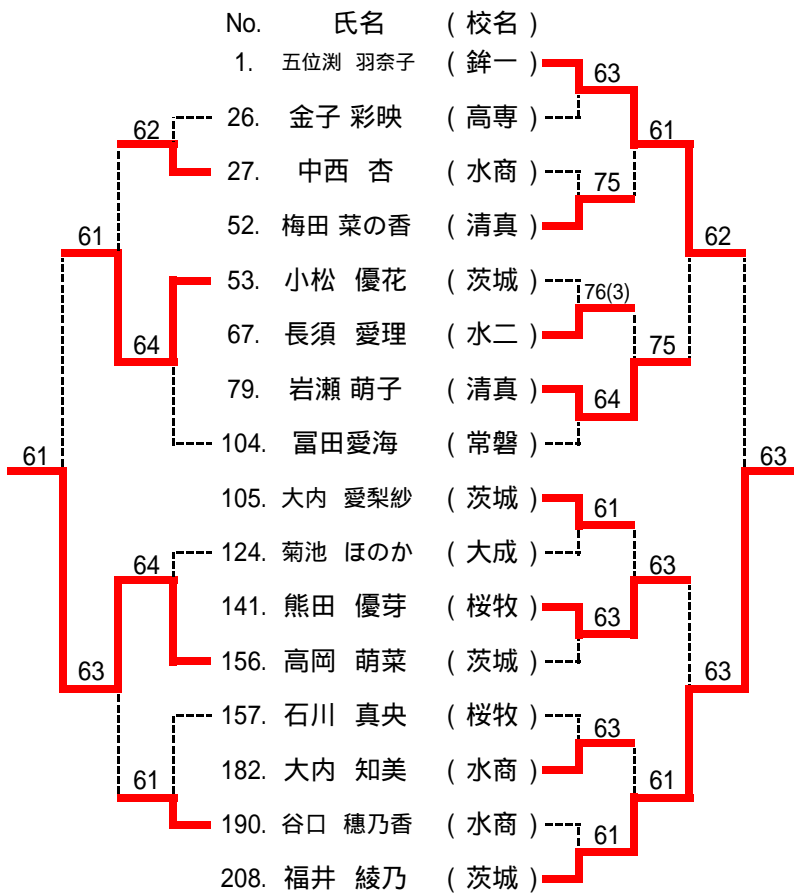 No. 氏名 (校名)
1. 五位渕 羽奈子 (鉾一)
63
26. 金子 彩映 (高専)
62 61
27. 中西 杏 (水商)
75
52. 梅田 菜の香 (清真)
61 62
53. 小松 優花 (茨城)
76(3)
67. 長須 愛理 (水二)
64 75
79. 岩瀬 萌子 (清真)
64
104. 冨田愛海 (常磐)
61 63
105. 大内 愛梨紗 (茨城)
61
124. 菊池 ほのか (大成)
64 63
141. 熊田 優芽 (桜牧)
63
156. 高岡 萌菜 (茨城)
63 63
157. 石川 真央 (桜牧)
63
182. 大内 知美 (水商)
61 61
190. 谷口 穗乃香 (水商)
61
208. 福井 綾乃 (茨城)